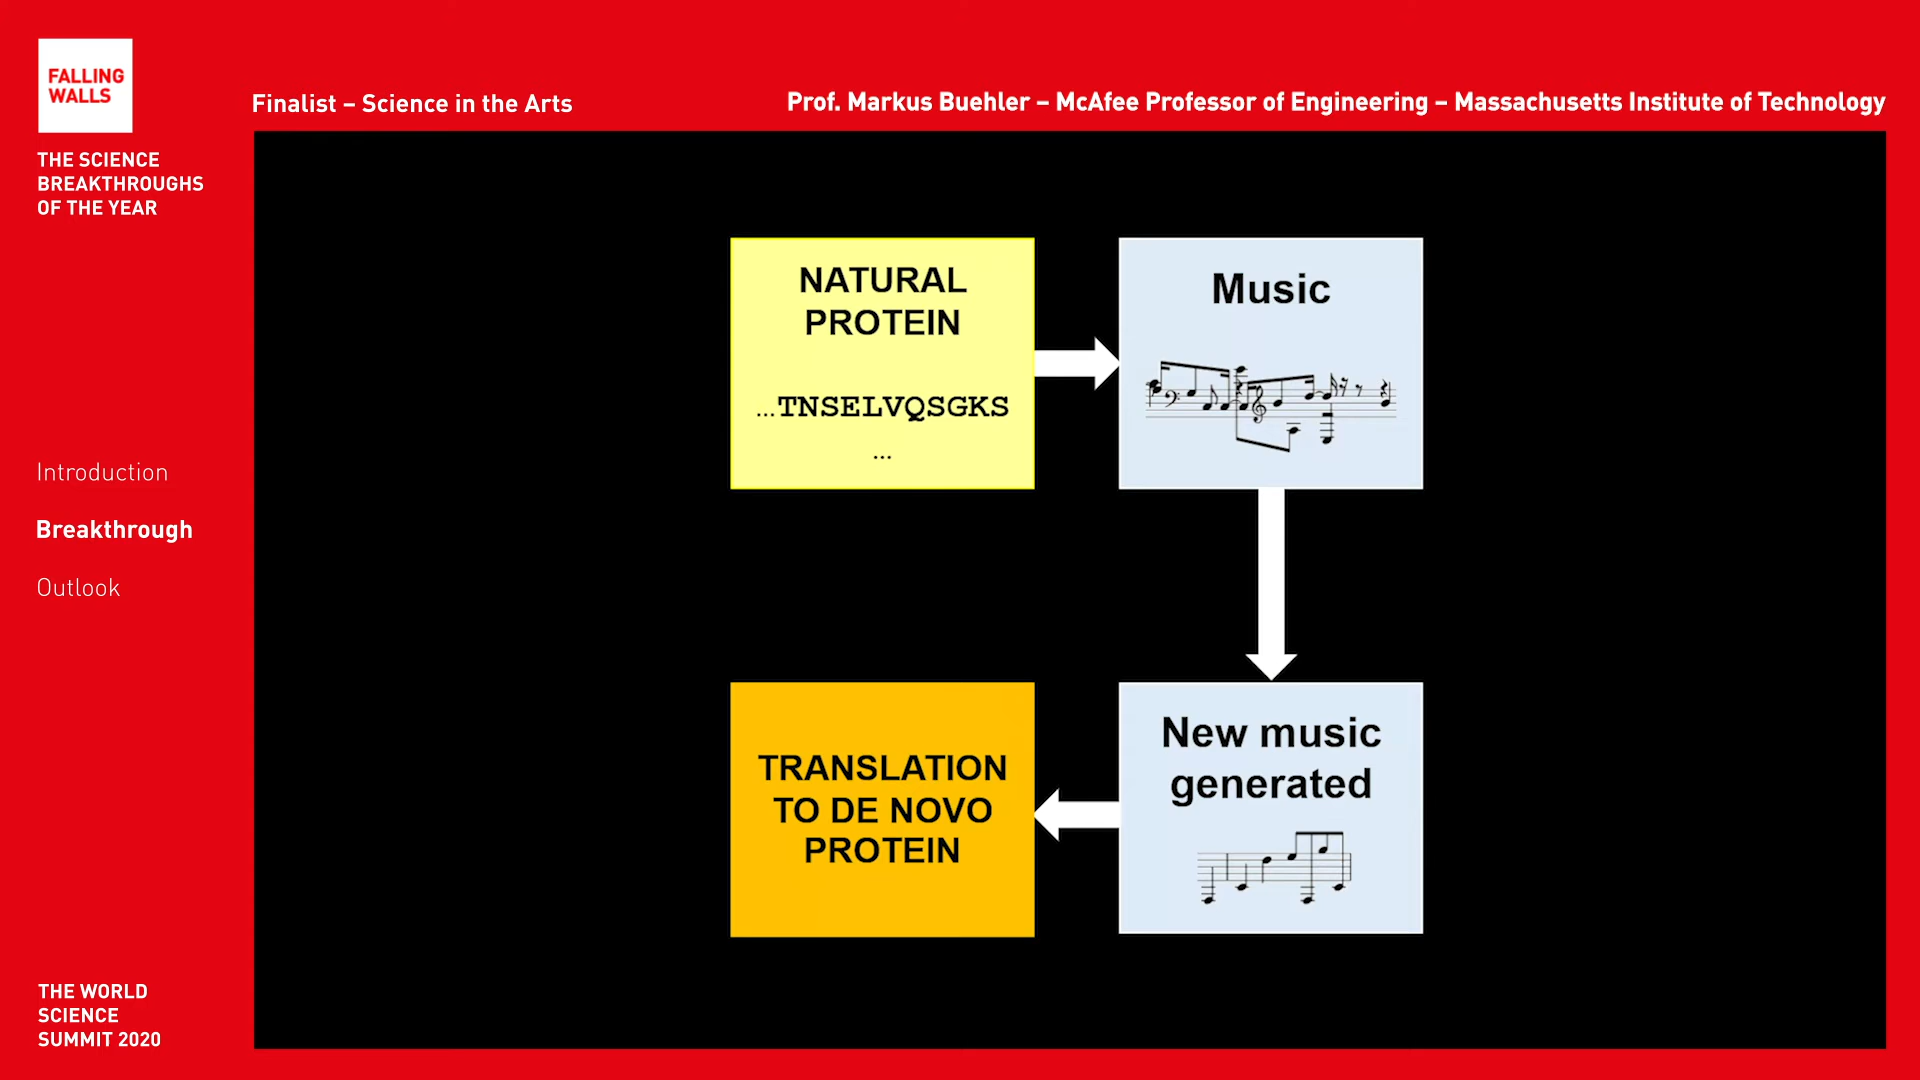 FALLING
WALLS
THE SCIENCE
BREAKTHROUGHS
OF THE YEAR
Finalist – Science in the Arts
Prof. Markus Buehler – McAfee Professor of Engineering – Massachusetts Institute of Technology
Introduction
Breakthrough
Outlook
NATURAL
PROTEIN
...TNSELVQSGKS
...
Music
New music
generated
TRANSLATION
TO DE NOVO
PROTEIN
THE WORLD
SCIENCE
SUMMIT 2020